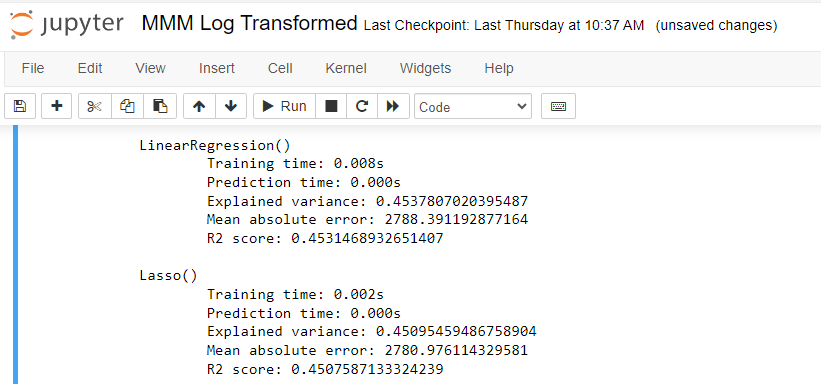 jupyter MMM Log Transformed Last Checkpoint: Last Thursday at 10:37 AM (unsaved changes)
File Edit View Insert Cell Kernel Widgets Help
Run Code
LinearRegression()
Training time: 0.008s
Prediction time: 0.000s
Explained variance: 0.4537807020395487
Mean absolute error: 2788.391192877164
R2 score: 0.4531468932651407
Lasso()
Training time: 0.002s
Prediction time: 0.000s
Explained variance: 0.45095459486758904
Mean absolute error: 2780.976114329581
R2 score: 0.4507587133324239